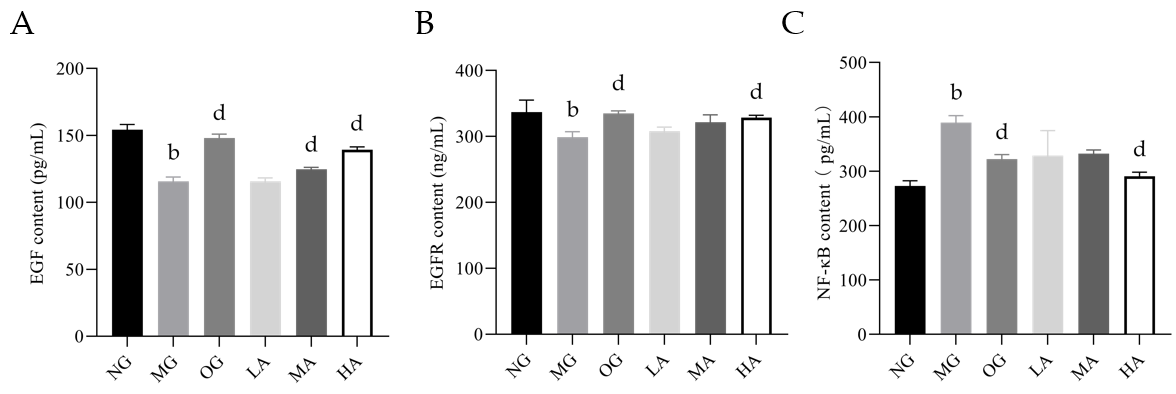 A
EGF content (pg/mL)
200
150
100
50
0
b
d
d
d
NG
MG
OG
LA
MA
HA
B
EGFR content (ng/mL)
400
300
200
100
0
b
d
d
NG
MG
OG
LA
MA
HA
C
NF-κB content ( pg/mL)
500
400
300
200
100
0
b
d
d
NG
MG
OG
LA
MA
HA